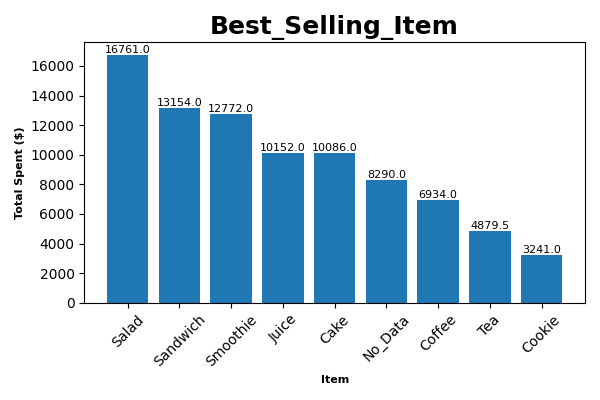 Best_Selling_Item
Total Spent ($)
16000
14000
12000
10000
8000
6000
4000
2000
0
16761.0
13154.0
12772.0
10152.0
10086.0
8290.0
6934.0
4879.5
3241.0
Salad
Sandwich
Smoothie
Juice
Cake
No_Data
Coffee
Tea
Cookie
Item